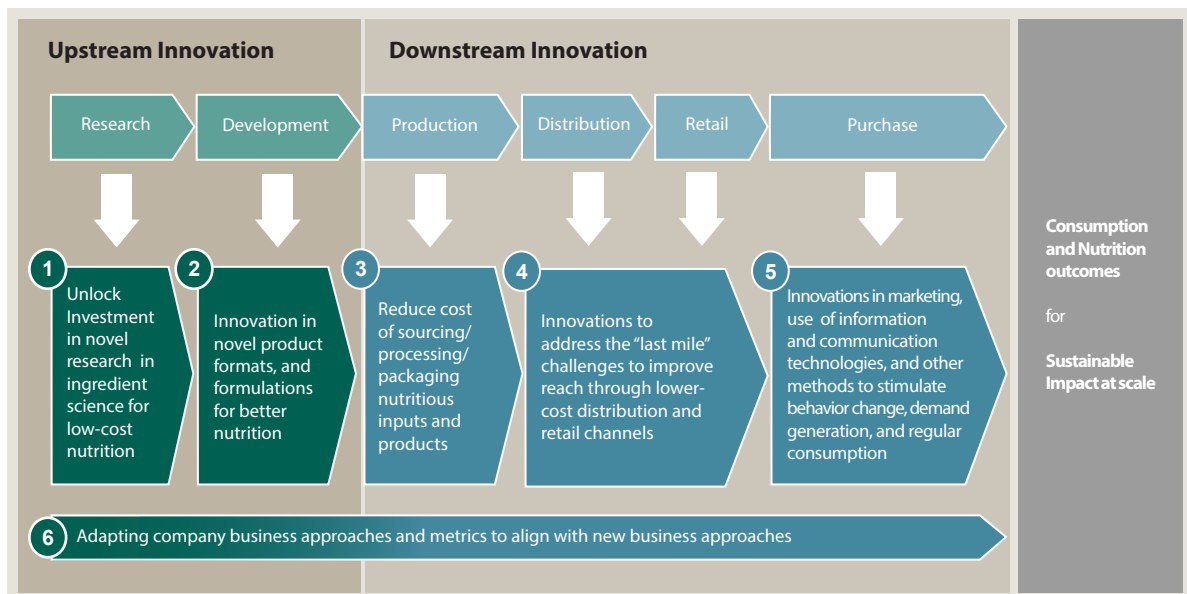 Upstream Innovation
Downstream Innovation
Research
Development
Production
Distribution
Retail
Purchase
1
Unlock
Investment
in novel
research in
ingredient
science for
low-cost
nutrition
2
Innovation in
novel product
formats, and
formulations
for better
nutrition
3
Reduce cost
of sourcing/
processing/
packaging
nutritious
inputs and
products
4
Innovations to
address the “last mile”
challenges to improve
reach through lower-
cost distribution and
retail channels
5
Innovations in marketing,
use of information
and communication
technologies, and other
methods to stimulate
behavior change, demand
generation, and regular
consumption
6
Adapting company business approaches and metrics to align with new business approaches
Consumption
and Nutrition
outcomes
for
Sustainable
Impact at scale